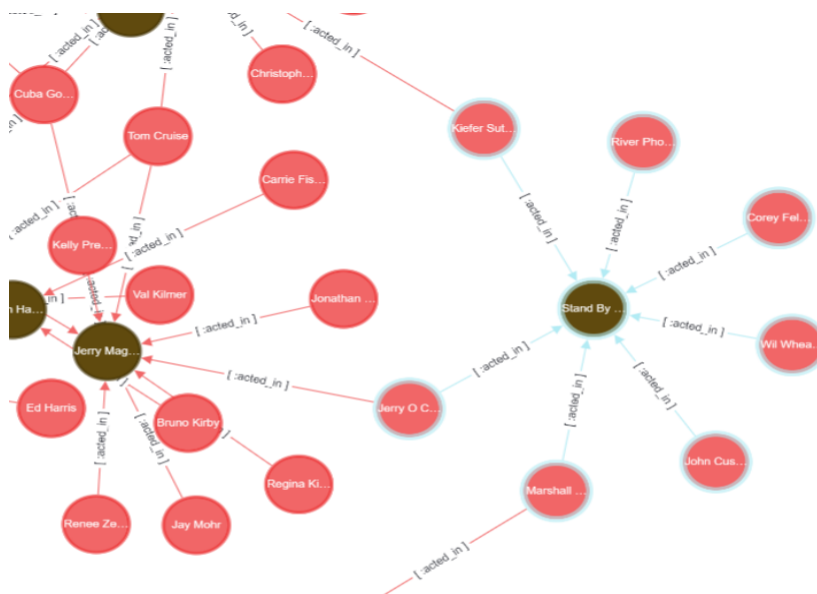 [ :acted_in ]
[ :acted_in ]
Christoph...
Cuba Go...
Kiefer Sut...
Tom Cruise
River Pho...
Carrie Fis...
[ :acted_in ]
[ :acted_in ]
Corey Fel...
[ :acted_in ]
[ :acted_in ]
Kelly Pre...
[ :acted_in ]
Val Kilmer
Jonathan ...
Stand By ...
[ :acted_in ]
[ :acted_in ]
Wil Whea...
Jerry Mag...
[ :acted_in ]
[ :acted_in ]
[ :acted_in ]
Ed Harris
Jerry O C...
Bruno Kirby
[ :acted_in ]
[ :acted_in ]
[ :acted_in ]
John Cus...
Regina Ki...
Marshall ...
Renee Ze...
Jay Mohr
[ :acted_in ]